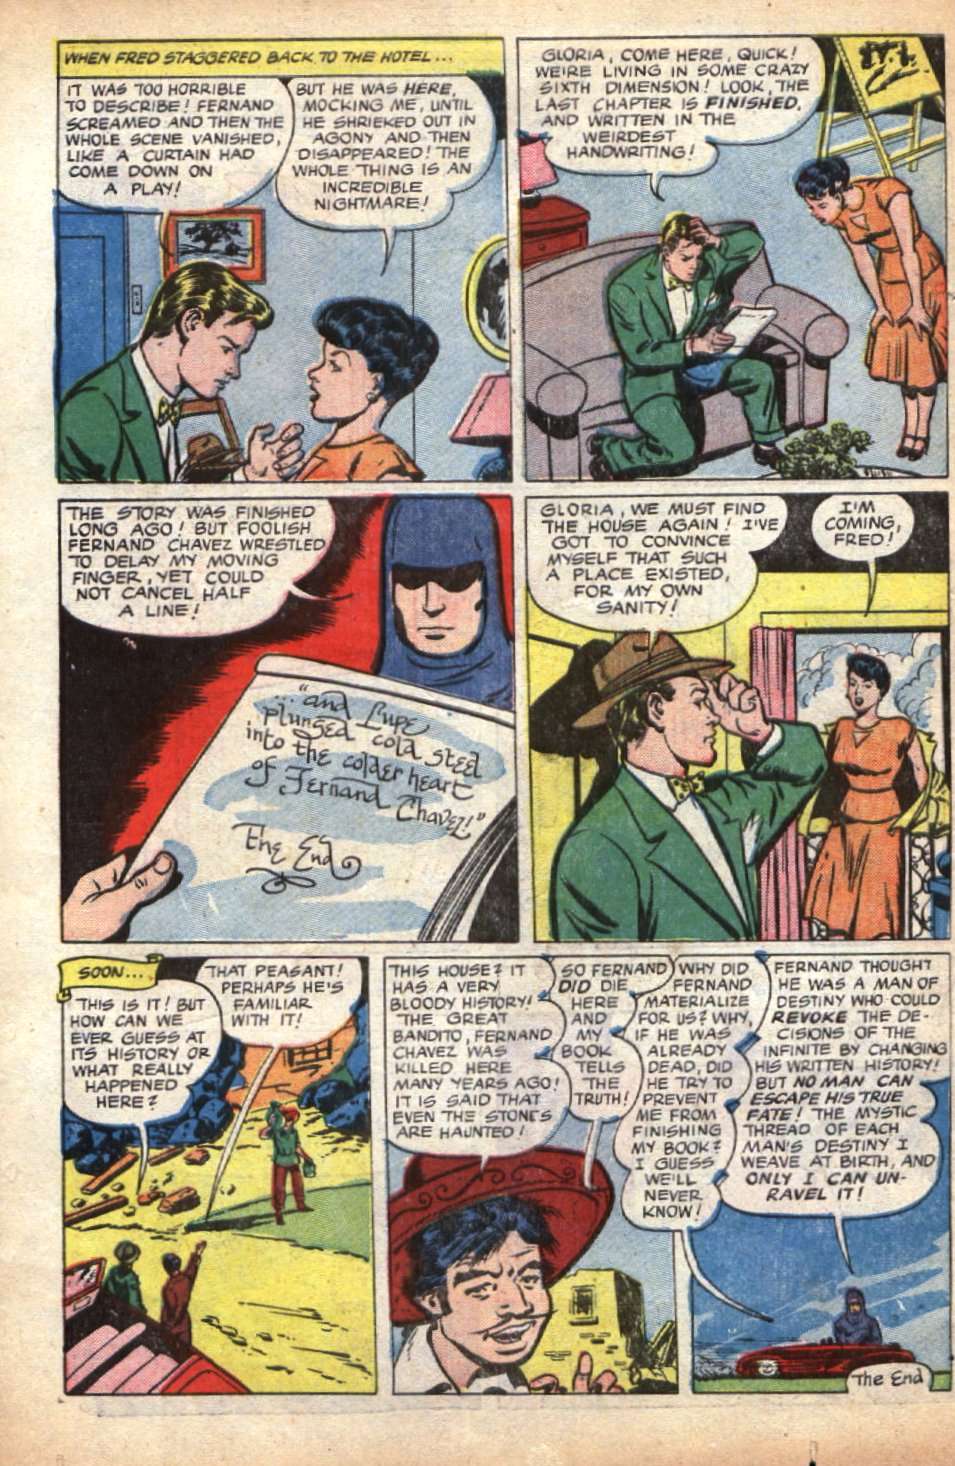 WHEN FRED STAGGERED BACK TO THE HOTEL...
IT WAS TOO HORRIBLE
TO DESCRIBE! FERNAND
SCREAMED AND THEN THE
WHOLE SCENE VANISHED,
LIKE A CURTAIN HAD
COME DOWN ON
A PLAY!
BUT HE WAS HERE,
MOCKING ME, UNTIL
HE SHRIEKED OUT IN
AGONY AND THEN
DISAPPEARED! THE
WHOLE THING IS AN
INCREDIBLE
NIGHTMARE!
GLORIA, COME HERE, QUICK!
WE'RE LIVING IN SOME CRAZY
SIXTH DIMENSION! LOOK, THE
LAST CHAPTER IS FINISHED,
AND WRITTEN IN THE
WEIRDEST
HANDWRITING!
THE STORY WAS FINISHED
LONG AGO! BUT FOOLISH
FERNAND CHAVEZ WRESTLED
TO DELAY MY MOVING
FINGER, YET COULD
NOT CANCEL HALF
A LINE!
"...and Lupe
plunged cold steel
into the colder heart
of Fernand
Chavez!"
The End
GLORIA, WE MUST FIND
THE HOUSE AGAIN! I'VE
GOT TO CONVINCE
MYSELF THAT SUCH
A PLACE EXISTED,
FOR MY OWN
SANITY!
I'M
COMING,
FRED!
SOON...
THIS IS IT! BUT
HOW CAN WE
EVER GUESS AT
ITS HISTORY OR
WHAT REALLY
HAPPENED
HERE?
THAT PEASANT!
PERHAPS HE'S
FAMILIAR
WITH IT!
THIS HOUSE? IT
HAS A VERY
BLOODY HISTORY!
THE GREAT
BANDITO, FERNAND
CHAVEZ WAS
KILLED HERE
MANY YEARS AGO!
IT IS SAID THAT
EVEN THE STONES
ARE HAUNTED!
SO FERNAND
DID DIE
HERE
AND
MY
BOOK
TELLS
THE
TRUTH!
WHY DID
FERNAND
MATERIALIZE
FOR US? WHY,
IF HE WAS
ALREADY
DEAD, DID
HE TRY TO
PREVENT
ME FROM
FINISHING
MY BOOK?
I GUESS
WE'LL
NEVER
KNOW!
FERNAND THOUGHT
HE WAS A MAN OF
DESTINY WHO COULD
REVOKE THE DE-
CISIONS OF THE
INFINITE BY CHANGING
HIS WRITTEN HISTORY!
BUT NO MAN CAN
ESCAPE HIS TRUE
FATE! THE MYSTIC
THREAD OF EACH
MAN'S DESTINY I
WEAVE AT BIRTH, AND
ONLY I CAN UN-
RAVEL IT!
The End